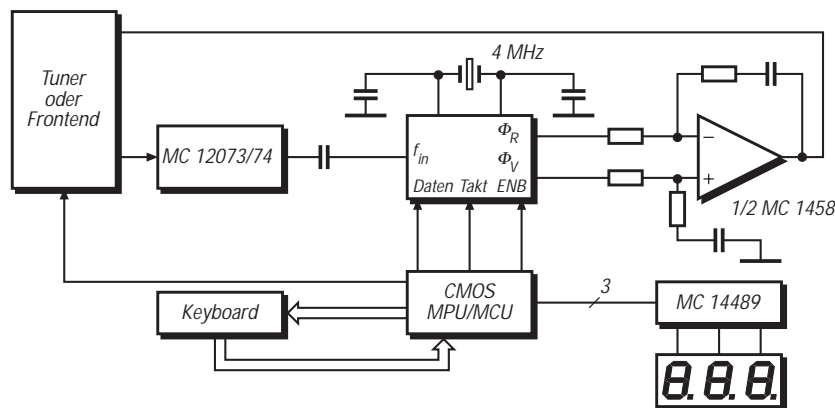 Tuner
oder
Frontend
4 MHz
MC 12073/74
f_in
Φ_R
Φ_V
Daten Takt ENB
−
+
1/2 MC 1458
Keyboard
CMOS
MPU/MCU
3
MC 14489
8.8.8.